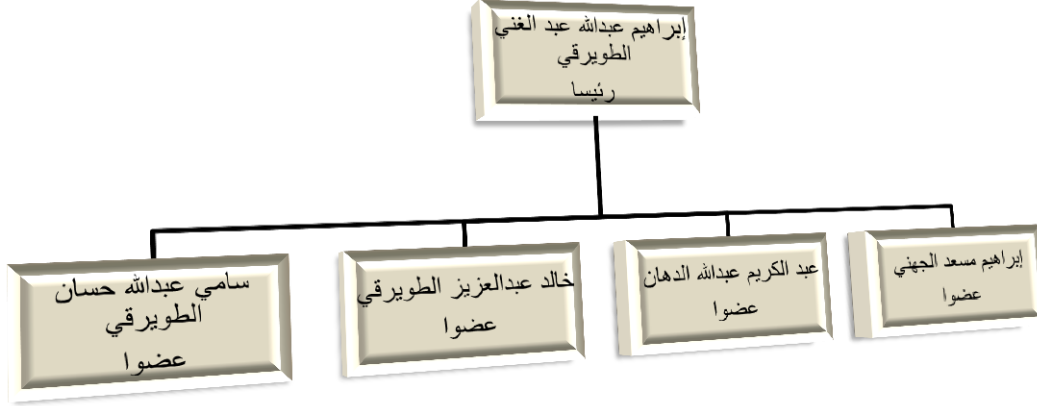 إبراهيم عبدالله عبد الغني
الطويرقي
رئيسا
إبراهيم مسعد الجهني
عضوا
عبد الكريم عبدالله الدهان
عضوا
خالد عبدالعزيز الطويرقي
عضوا
سامي عبدالله حسان
الطويرقي
عضوا